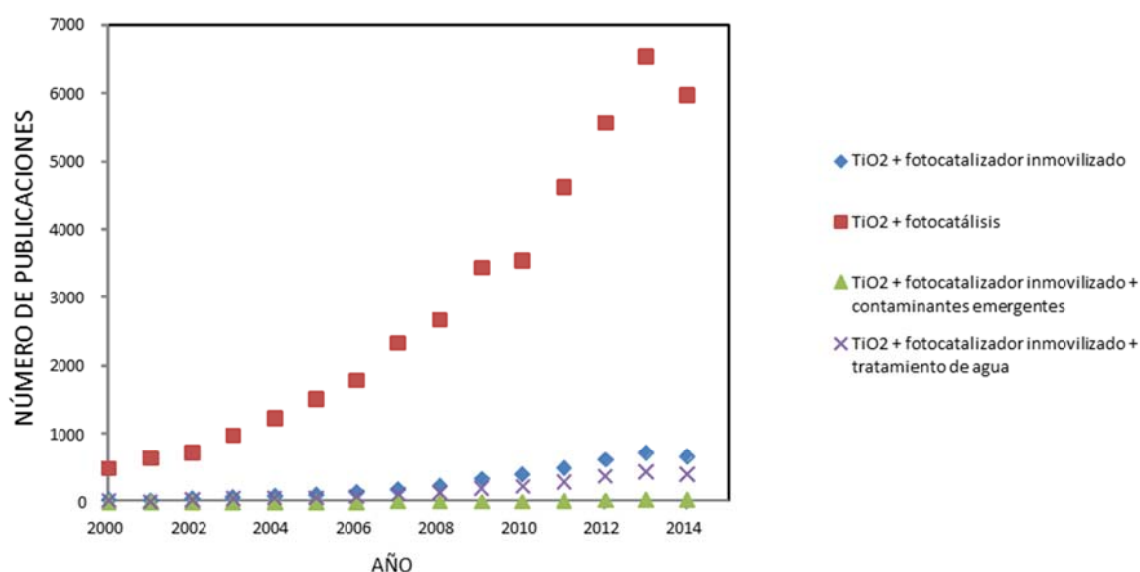 7000
6000
5000
4000
3000
2000
1000
0
NÚMERO DE PUBLICACIONES
2000 2002 2004 2006 2008 2010 2012 2014
AÑO
TiO2 + fotocatalizador inmovilizado
TiO2 + fotocatálisis
TiO2 + fotocatalizador inmovilizado +
contaminantes emergentes
TiO2 + fotocatalizador inmovilizado +
tratamiento de agua